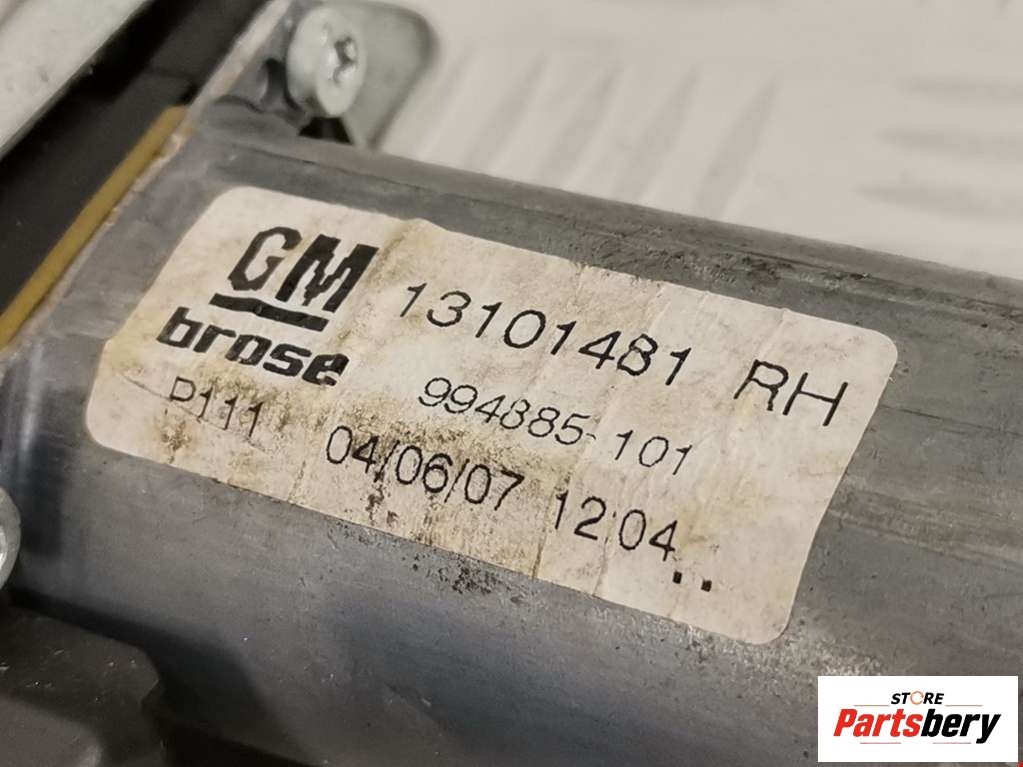 GM 13101481 RH
brose 994885-101
P111 04/06/07 12:04
STORE
Partsbery